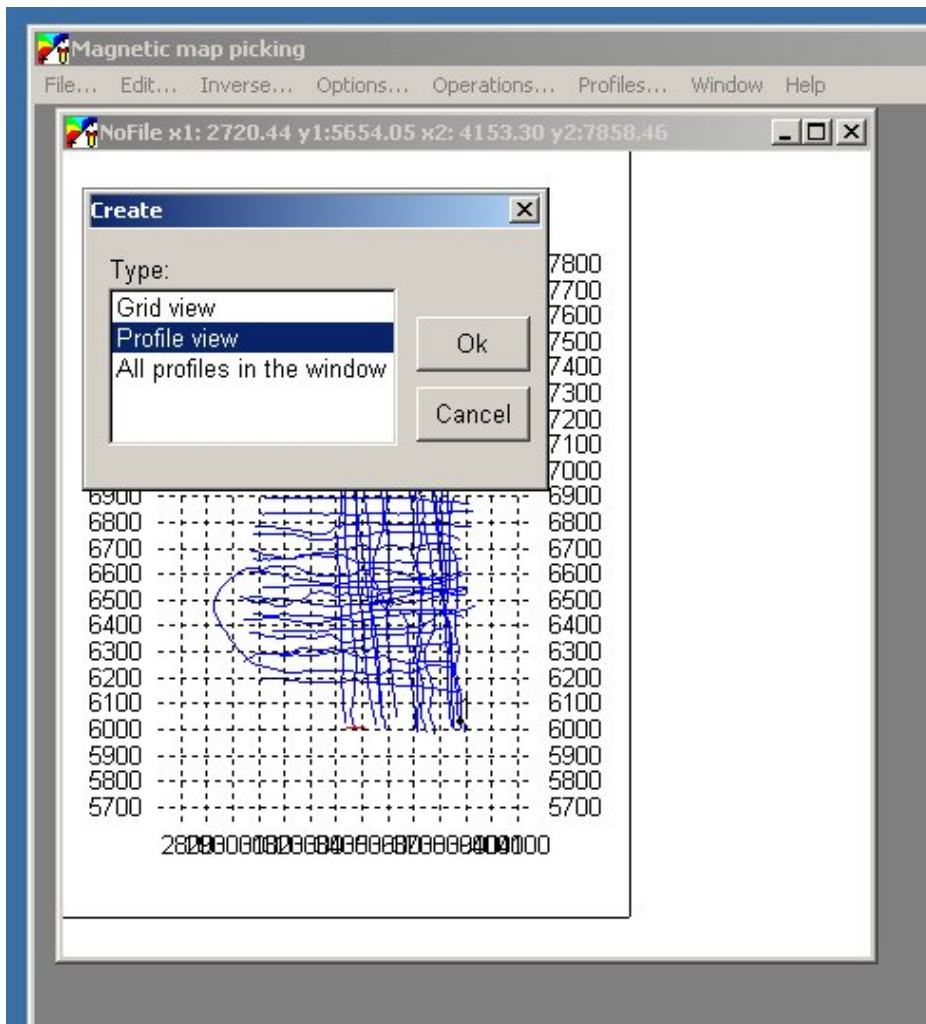 Magnetic map picking
File... Edit... Inverse... Options... Operations... Profiles... Window Help
NoFile x1: 2720.44 y1:5654.05 x2: 4153.30 y2:7858.46
Create
Type:
Grid view
Profile view
All profiles in the window
Ok
Cancel
7800
7700
7600
7500
7400
7300
7200
7100
7000
6900 6900
6800 6800
6700 6700
6600 6600
6500 6500
6400 6400
6300 6300
6200 6200
6100 6100
6000 6000
5900 5900
5800 5800
5700 5700